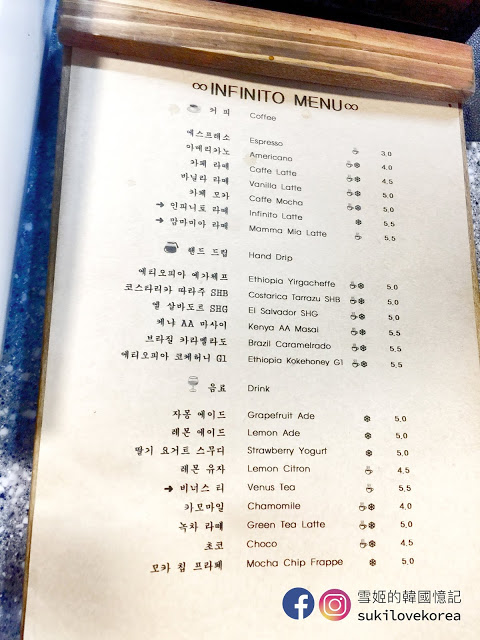 ∞INFINITO MENU∞
커 피 Coffee
에스프레소 Espresso 3,0
아메리카노 Americano 4,0
카페 라떼 Caffe Latte 4,5
바닐라 라떼 Vanilla Latte 5,0
카페 모카 Caffe Mocha 5,0
→ 인피니토 라떼 Infinito Latte 5,0
→ 맘마미아 라떼 Mamma Mia Latte 5,5
핸드 드립 Hand Drip
에티오피아 예가체프 Ethiopia Yirgacheffe 5,0
코스타리카 따라주 SHB Costarica Tarrazu SHB 5,0
엘 살바도르 SHG El Salvador SHG 5,0
케냐 AA 마사이 Kenya AA Masai 5,5
브라질 카라멜라도 Brazil Caramelrado 5,5
에티오피아 코케허니 G1 Ethiopia Kokehoney G1 5,5
음료 Drink
자몽 에이드 Grapefruit Ade 5,0
레몬 에이드 Lemon Ade 5,0
딸기 요거트 스무디 Strawberry Yogurt 5,0
레몬 유자 Lemon Citron 4,5
→ 비너스 티 Venus Tea 5,5
카모마일 Chamomile 4,0
녹차 라떼 Green Tea Latte 5,0
초코 Choco 4,5
모카 칩 프라페 Mocha Chip Frappe 5,0
雪姬的韓國憶記
sukilovekorea